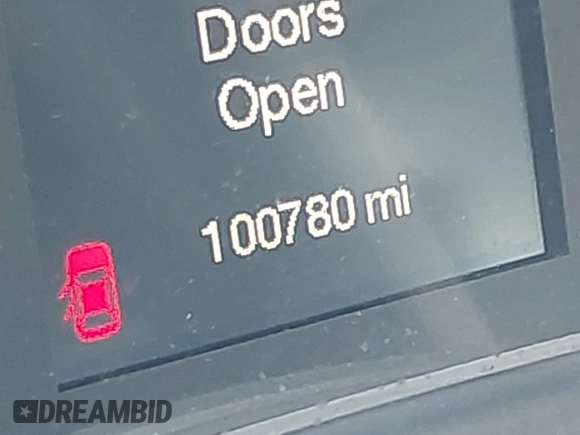 Doors
Open
100780 mi
DREAMBID